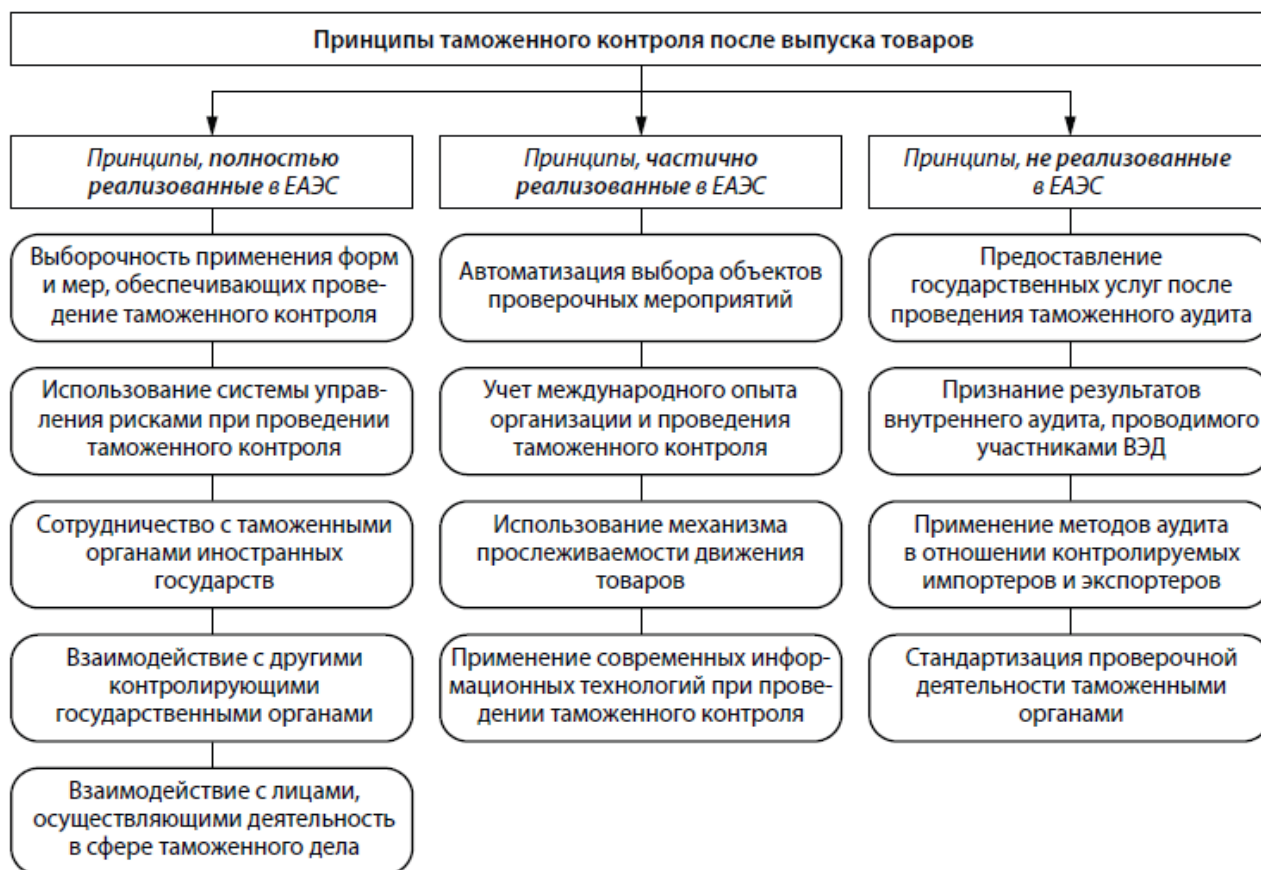 Принципы таможенного контроля после выпуска товаров
Принципы, полностью
реализованные в ЕАЭС
Выборочность применения форм
и мер, обеспечивающих прове-
дение таможенного контроля
Использование системы управ-
ления рисками при проведении
таможенного контроля
Сотрудничество с таможенными
органами иностранных
государств
Взаимодействие с другими
контролирующими
государственными органами
Взаимодействие с лицами,
осуществляющими деятельность
в сфере таможенного дела
Принципы, частично
реализованные в ЕАЭС
Автоматизация выбора объектов
проверочных мероприятий
Учет международного опыта
организации и проведения
таможенного контроля
Использование механизма
прослеживаемости движения
товаров
Применение современных инфор-
мационных технологий при прове-
дении таможенного контроля
Принципы, не реализованные
в ЕАЭС
Предоставление
государственных услуг после
проведения таможенного аудита
Признание результатов
внутреннего аудита, проводимого
участниками ВЭД
Применение методов аудита
в отношении контролируемых
импортеров и экспортеров
Стандартизация проверочной
деятельности таможенными
органами